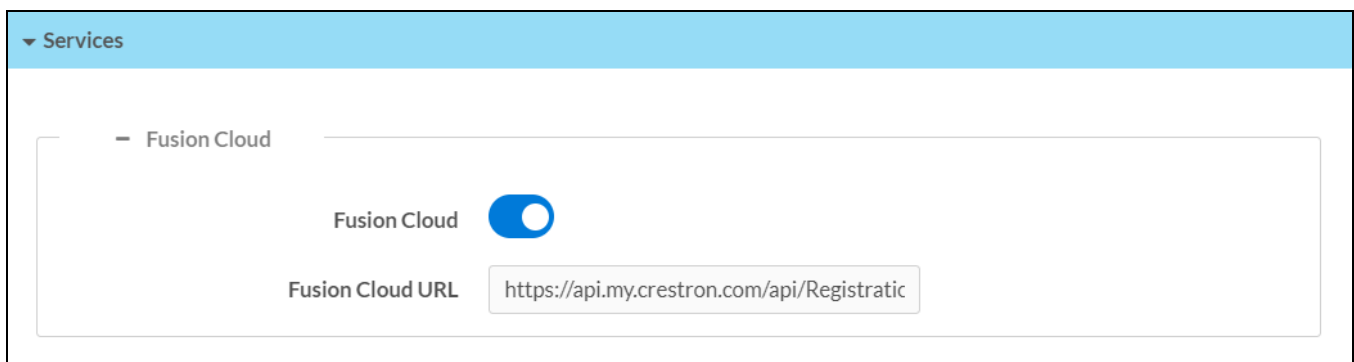 Services
Fusion Cloud
Fusion Cloud
Fusion Cloud URL https://api.my.crestron.com/api/Registratic